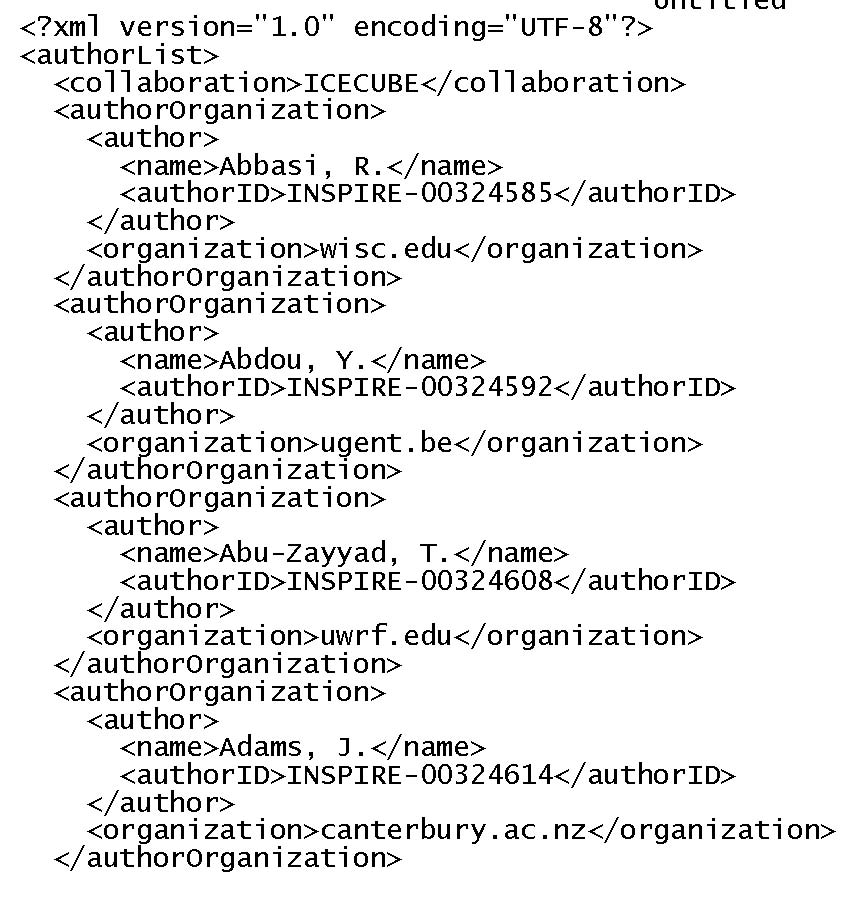 untitled
<?xml version="1.0" encoding="UTF-8"?>
<authorList>
  <collaboration>ICECUBE</collaboration>
  <authorOrganization>
    <author>
      <name>Abbasi, R.</name>
      <authorID>INSPIRE-00324585</authorID>
    </author>
    <organization>wisc.edu</organization>
  </authorOrganization>
  <authorOrganization>
    <author>
      <name>Abdou, Y.</name>
      <authorID>INSPIRE-00324592</authorID>
    </author>
    <organization>ugent.be</organization>
  </authorOrganization>
  <authorOrganization>
    <author>
      <name>Abu-Zayyad, T.</name>
      <authorID>INSPIRE-00324608</authorID>
    </author>
    <organization>uwrf.edu</organization>
  </authorOrganization>
  <authorOrganization>
    <author>
      <name>Adams, J.</name>
      <authorID>INSPIRE-00324614</authorID>
    </author>
    <organization>canterbury.ac.nz</organization>
  </authorOrganization>